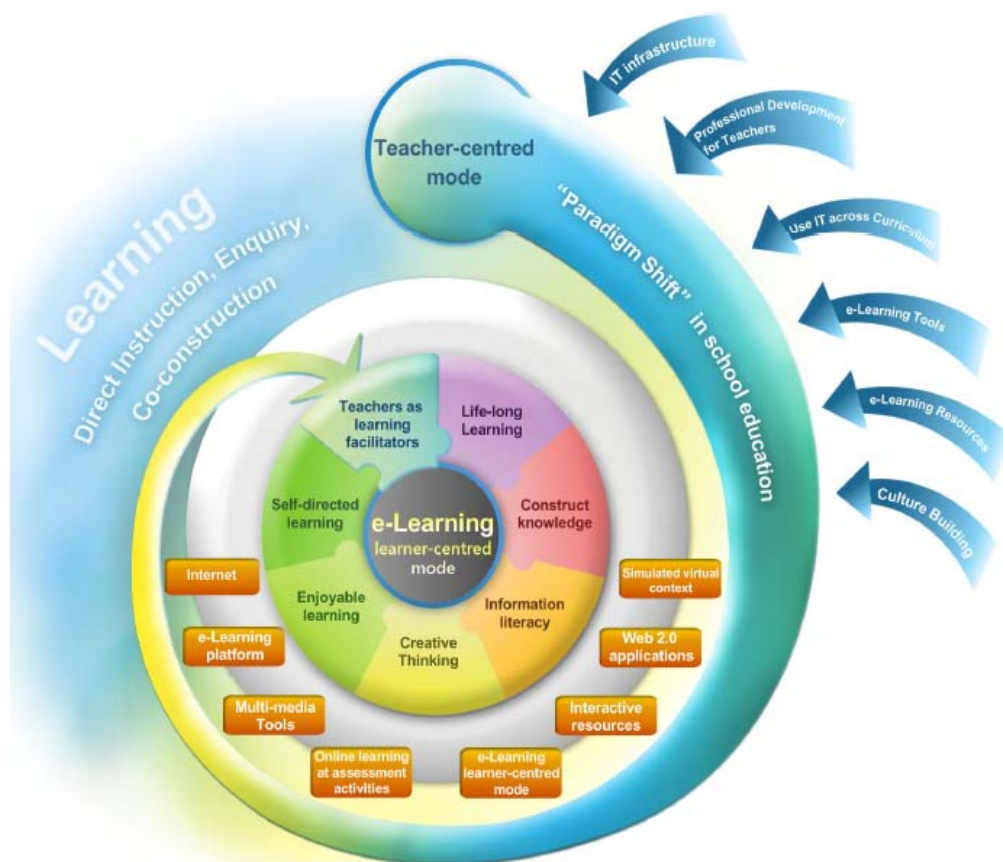 IT infrastructure
Professional Development
for Teachers
Use IT across Curriculum
e-Learning Tools
e-Learning Resources
Culture Building
Teacher-centred
mode
"Paradigm Shift" in school education
Learning
Direct Instruction, Enquiry,
Co-construction
Teachers as
learning
facilitators
Life-long
Learning
Construct
knowledge
Information
literacy
Creative
Thinking
Enjoyable
learning
Self-directed
learning
e-Learning
learner-centred
mode
Internet
e-Learning
platform
Multi-media
Tools
Online learning
at assessment
activities
e-Learning
learner-centred
mode
Interactive
resources
Web 2.0
applications
Simulated virtual
context